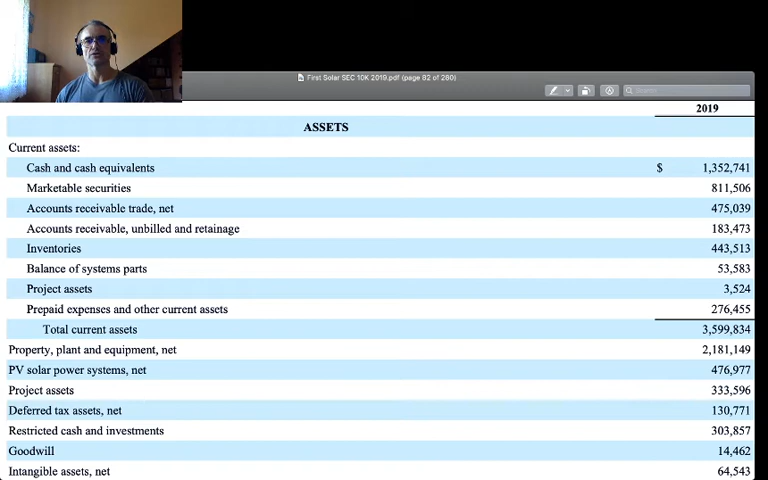 First Solar SEC 10K 2019.pdf (page 82 of 280)
Search
2019
ASSETS
Current assets:
Cash and cash equivalents $ 1,352,741
Marketable securities 811,506
Accounts receivable trade, net 475,039
Accounts receivable, unbilled and retainage 183,473
Inventories 443,513
Balance of systems parts 53,583
Project assets 3,524
Prepaid expenses and other current assets 276,455
Total current assets 3,599,834
Property, plant and equipment, net 2,181,149
PV solar power systems, net 476,977
Project assets 333,596
Deferred tax assets, net 130,771
Restricted cash and investments 303,857
Goodwill 14,462
Intangible assets, net 64,543